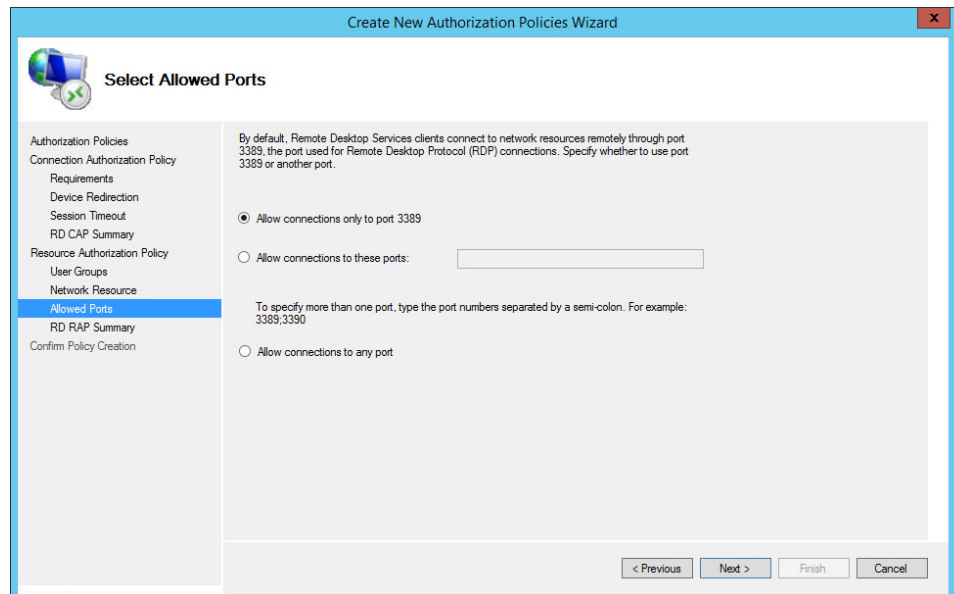 Create New Authorization Policies Wizard
x
Select Allowed Ports
Authorization Policies
Connection Authorization Policy
Requirements
Device Redirection
Session Timeout
RD CAP Summary
Resource Authorization Policy
User Groups
Network Resource
Allowed Ports
RD RAP Summary
Confirm Policy Creation
By default, Remote Desktop Services clients connect to network resources remotely through port
3389, the port used for Remote Desktop Protocol (RDP) connections. Specify whether to use port
3389 or another port.
Allow connections only to port 3389
Allow connections to these ports:
To specify more than one port, type the port numbers separated by a semi-colon. For example:
3389;3390
Allow connections to any port
< Previous
Next >
Finish
Cancel